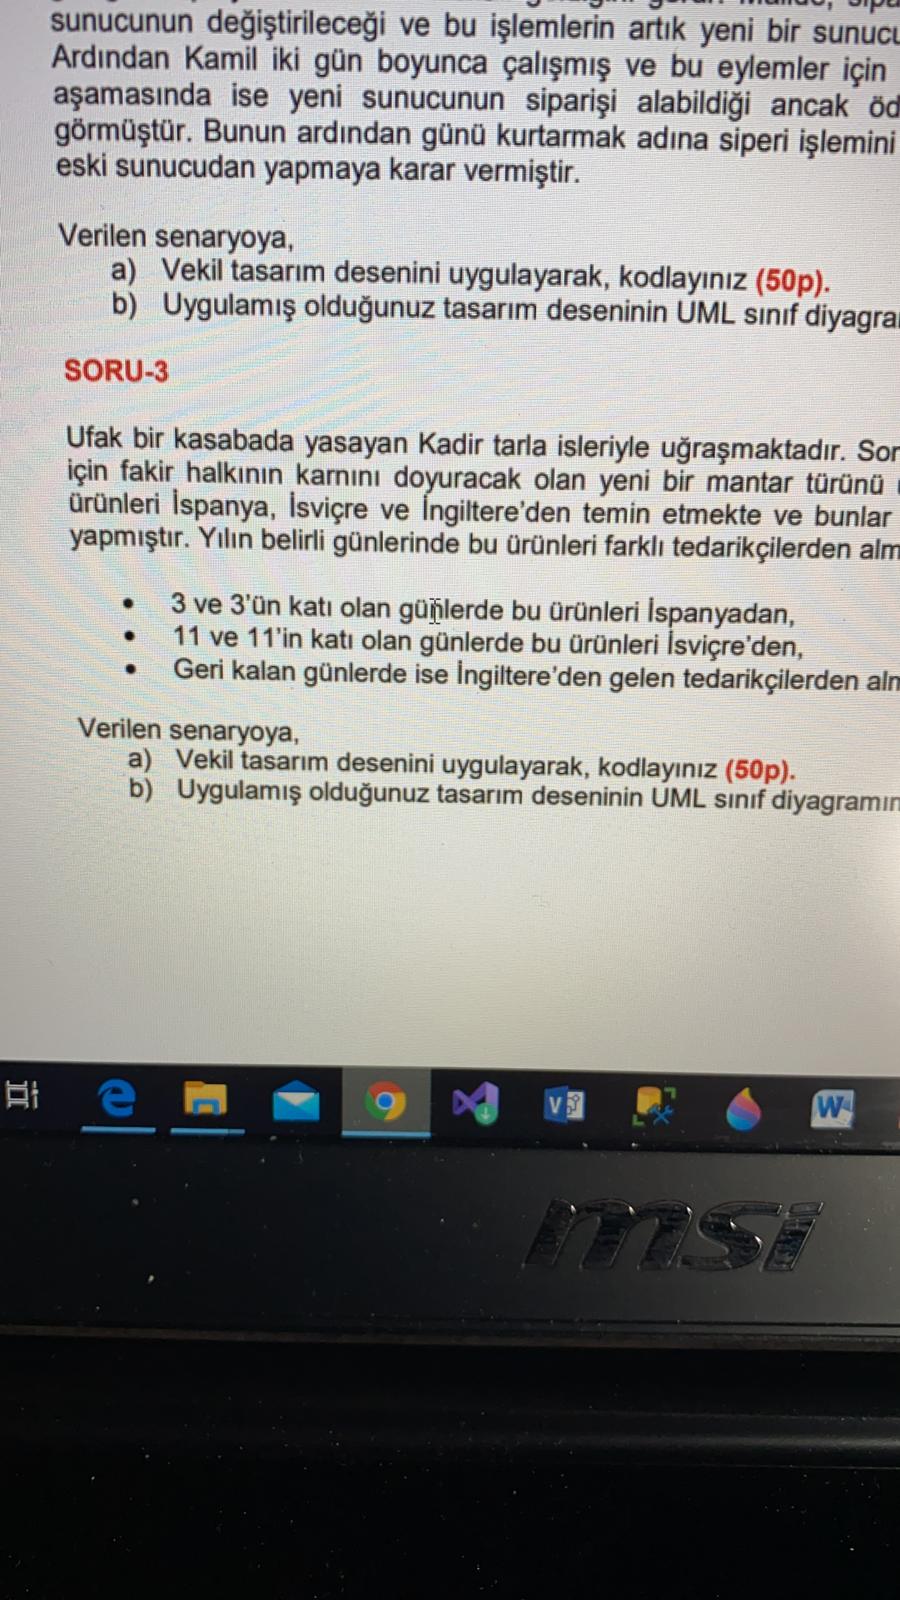 sunucunun değiştirileceği ve bu işlemlerin artık yeni bir
Ardından Kamil iki gün boyunca çalışmış ve bu eylemler için
aşamasında ise yeni sunucunun siparişi alabildiği ancak
görmüştür. Bunun ardından günü kurtarmak adına siperi işlemini
eski sunucudan yapmaya karar vermiştir.
Verilen senaryoya,
a) Vekil tasarım desenini uygulayarak, kodlayınız (50p).
b) Uygulamış olduğunuz tasarım deseninin UML sınıf
SORU-3
Ufak bir kasabada yasayan Kadir tarla isleriyle uğraşmaktadır.
için fakir halkının karnını doyuracak olan yeni bir mantar türünü
ürünleri İspanya, İsviçre ve İngiltere'den temin etmekte ve bunlar
yapmıştır. Yılın belirli günlerinde bu ürünleri farklı tedarikçilerden
• 3 ve 3'ün katı olan günlerde bu ürünleri İspanyadan,
• 11 ve 11'in katı olan günlerde bu ürünleri İsviçre'den,
• Geri kalan günlerde ise İngiltere'den gelen tedarikçilerden
Verilen senaryoya,
a) Vekil tasarım desenini uygulayarak, kodlayınız (50p).
b) Uygulamış olduğunuz tasarım deseninin UML sınıf
msi